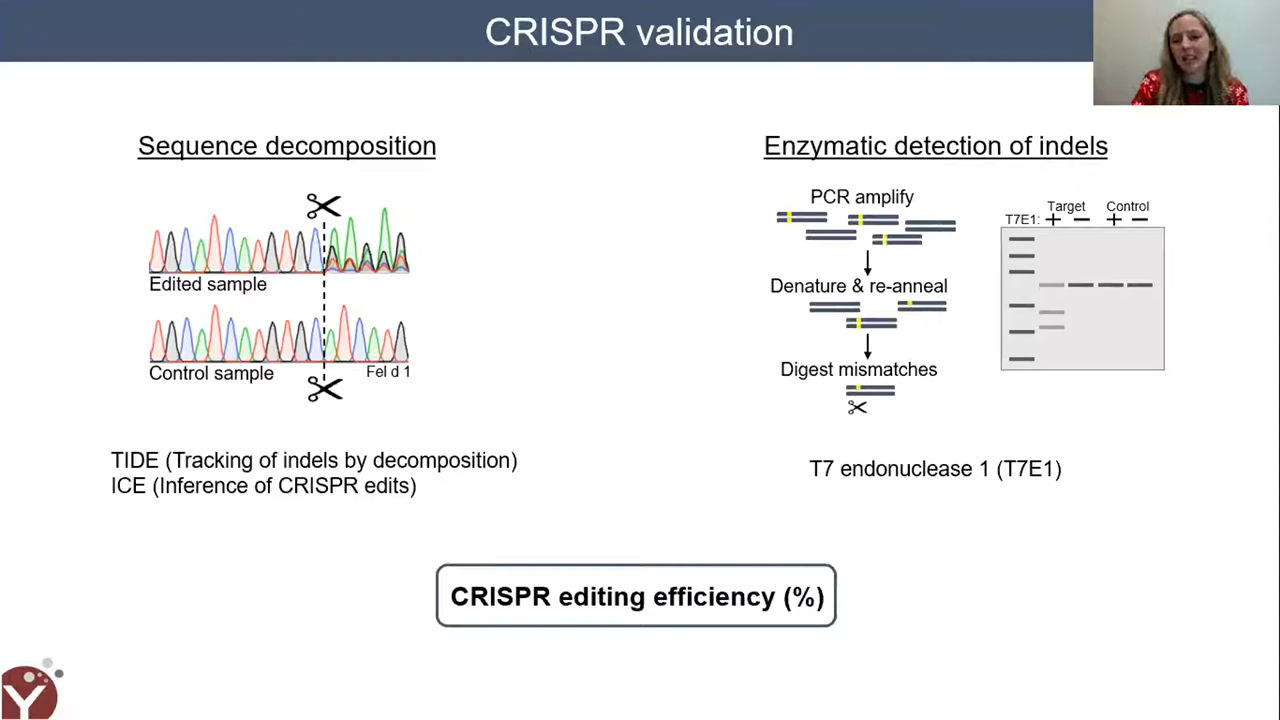 CRISPR validation
Sequence decomposition
Edited sample
Control sample
Fel d 1
TIDE (Tracking of indels by decomposition)
ICE (Inference of CRISPR edits)
Enzymatic detection of indels
PCR amplify
Denature & re-anneal
Digest mismatches
Target Control
T7E1: + − + −
T7 endonuclease 1 (T7E1)
CRISPR editing efficiency (%)
Y